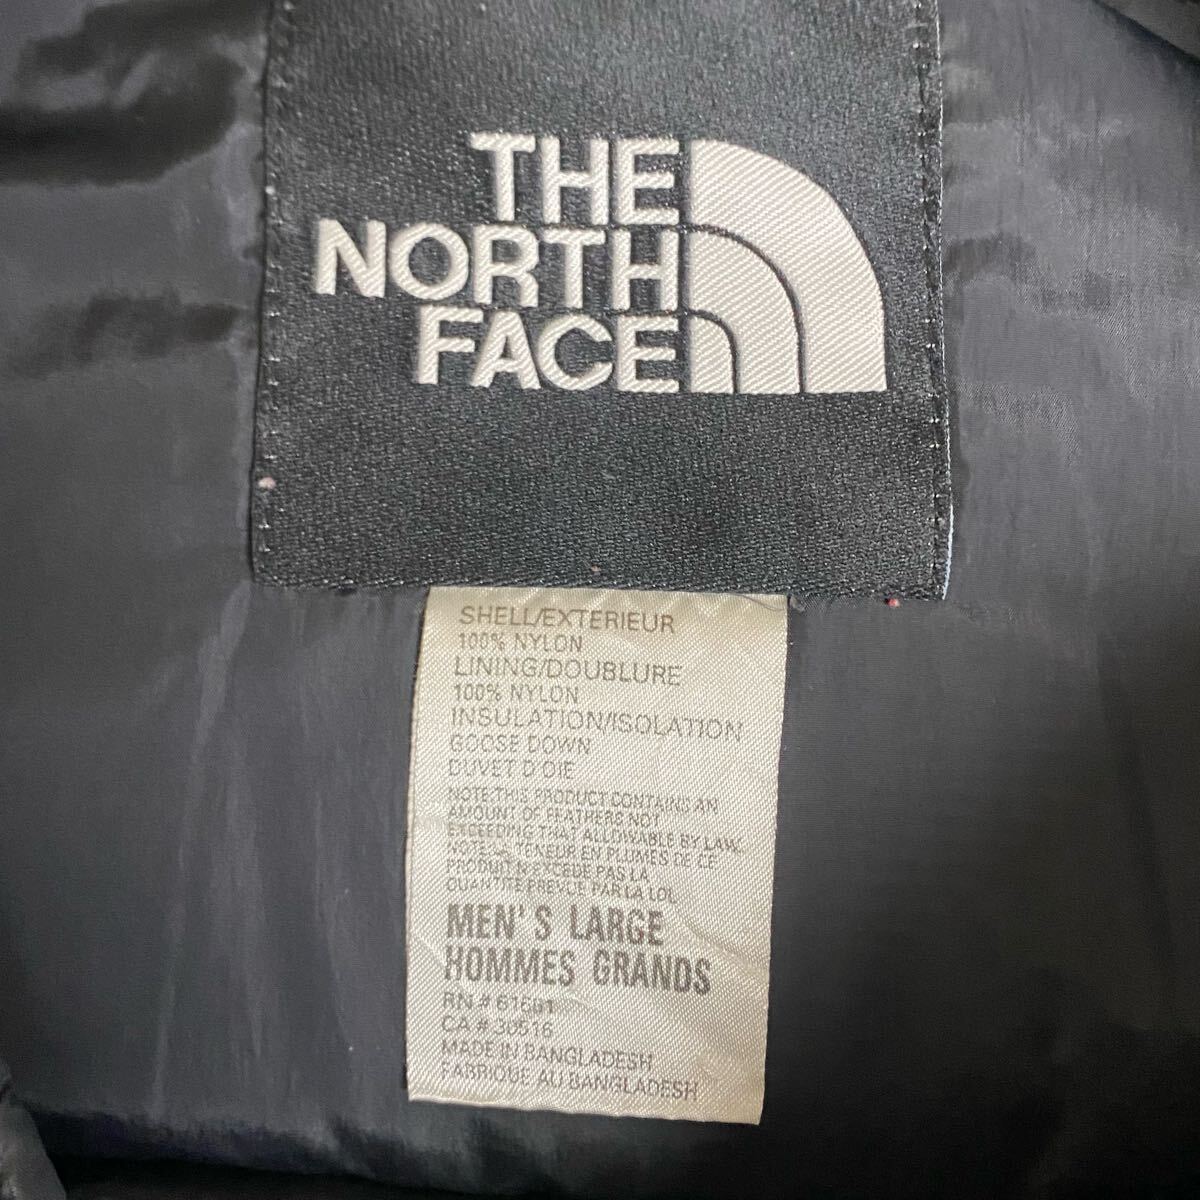 THE
NORTH
FACE
SHELL/EXTERIEUR
100% NYLON
LINING/DOUBLURE
100% NYLON
INSULATION/ISOLATION
GOOSE DOWN
DUVET D'OIE
NOTE:THIS PRODUCT CONTAINS AN
AMOUNT OF FEATHERS NOT
EXCEEDING THAT ALLOWABLE BY LAW.
TENEUR EN PLUMES DE CE
PRODUIT N EXCEDE PAS LA
QUANTITE PREVUE PAR LA LOI.
MEN'S LARGE
HOMMES GRANDS
RN #
CA # 30516
MADE IN BANGLADESH
FABRIQUE AU BANGLADESH